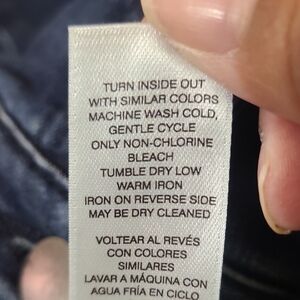 TURN INSIDE OUT
WITH SIMILAR COLORS
MACHINE WASH COLD,
GENTLE CYCLE
ONLY NON-CHLORINE
BLEACH
TUMBLE DRY LOW
WARM IRON
IRON ON REVERSE SIDE
MAY BE DRY CLEANED
VOLTEAR AL REVÉS
CON COLORES
SIMILARES
LAVAR A MÁQUINA CON
AGUA FRÍA EN CICLO